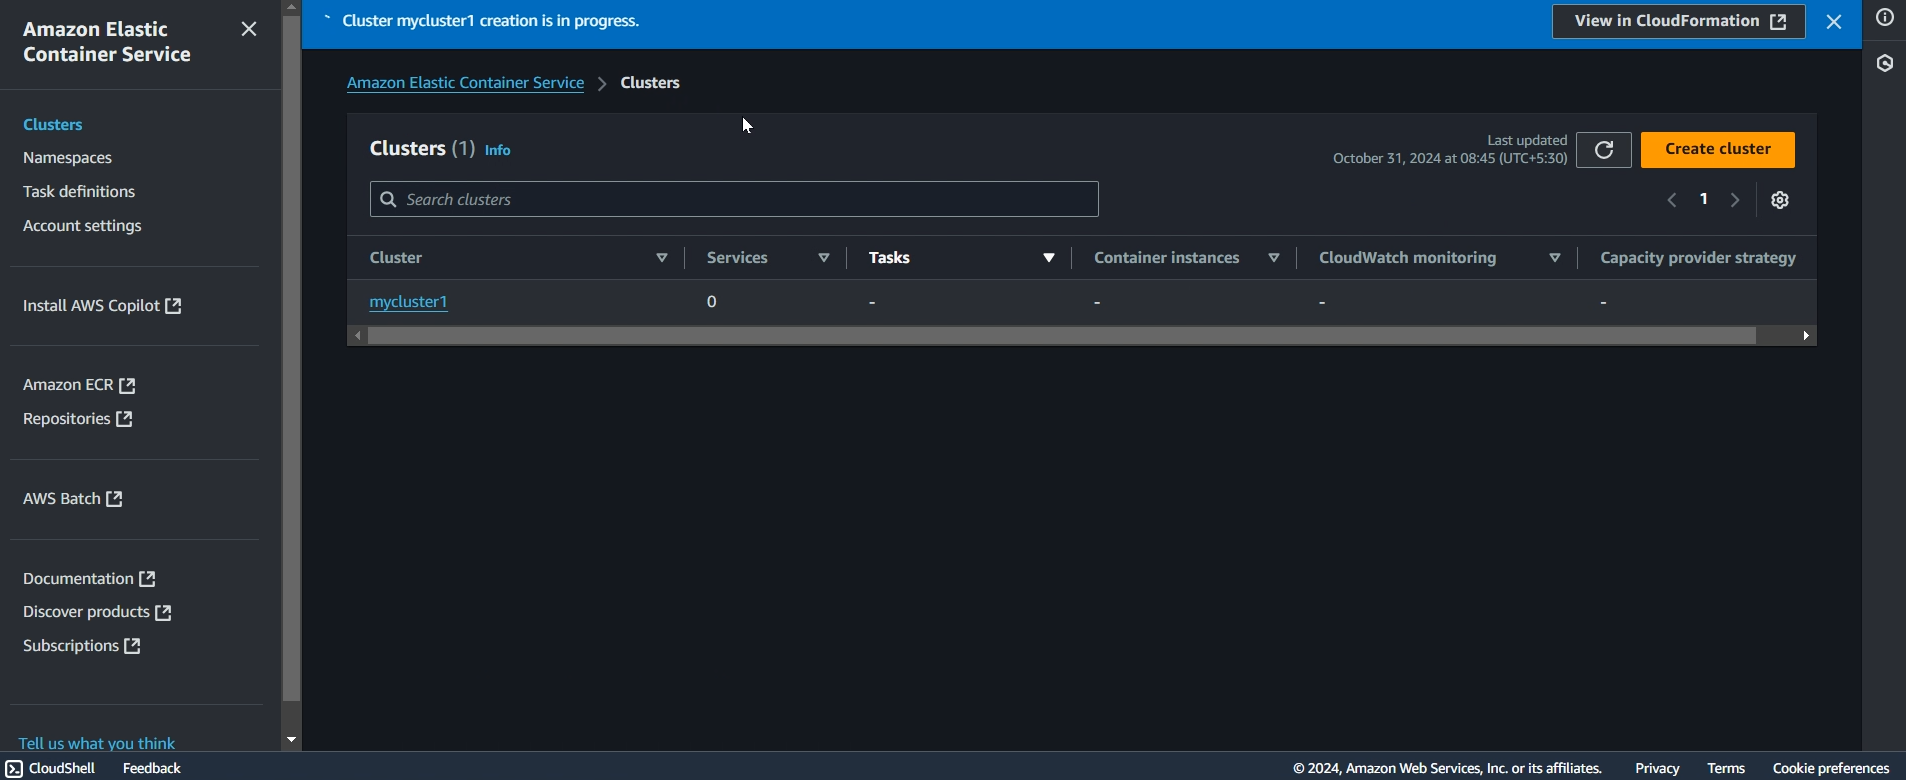 Amazon Elastic
Container Service
Clusters
Namespaces
Task definitions
Account settings
Install AWS Copilot
Amazon ECR
Repositories
AWS Batch
Documentation
Discover products
Subscriptions
Tell us what you think
Cluster mycluster1 creation is in progress.
View in CloudFormation
Amazon Elastic Container Service > Clusters
Clusters (1) Info
Last updated
October 31, 2024 at 08:45 (UTC+5:30)
Create cluster
Search clusters
1
Cluster Services Tasks Container instances CloudWatch monitoring Capacity provider strategy
mycluster1 0 - - - -
CloudShell Feedback © 2024, Amazon Web Services, Inc. or its affiliates. Privacy Terms Cookie preferences